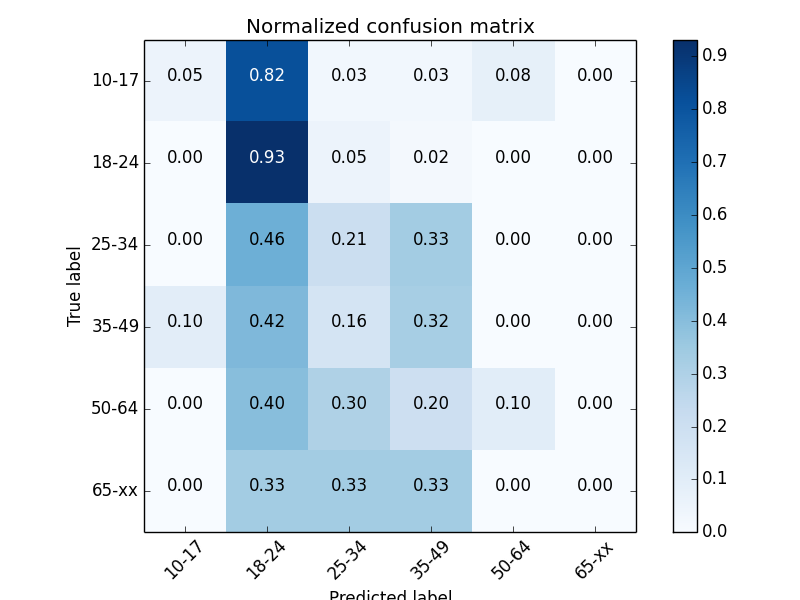 Normalized confusion matrix
True label
10-17 0.05 0.82 0.03 0.03 0.08 0.00
18-24 0.00 0.93 0.05 0.02 0.00 0.00
25-34 0.00 0.46 0.21 0.33 0.00 0.00
35-49 0.10 0.42 0.16 0.32 0.00 0.00
50-64 0.00 0.40 0.30 0.20 0.10 0.00
65-xx 0.00 0.33 0.33 0.33 0.00 0.00
10-17 18-24 25-34 35-49 50-64 65-xx
Predicted label
0.9
0.8
0.7
0.6
0.5
0.4
0.3
0.2
0.1
0.0